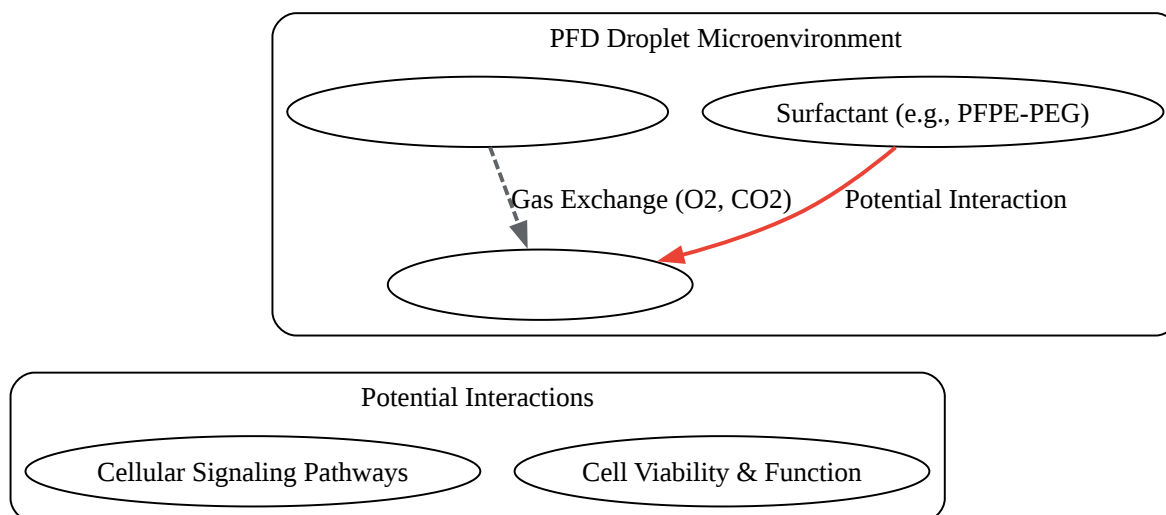 PFD Droplet Microenvironment
Surfactant (e.g., PFPE-PEG)
Gas Exchange (O2, CO2)
Potential Interaction
Potential Interactions
Cellular Signaling Pathways
Cell Viability & Function